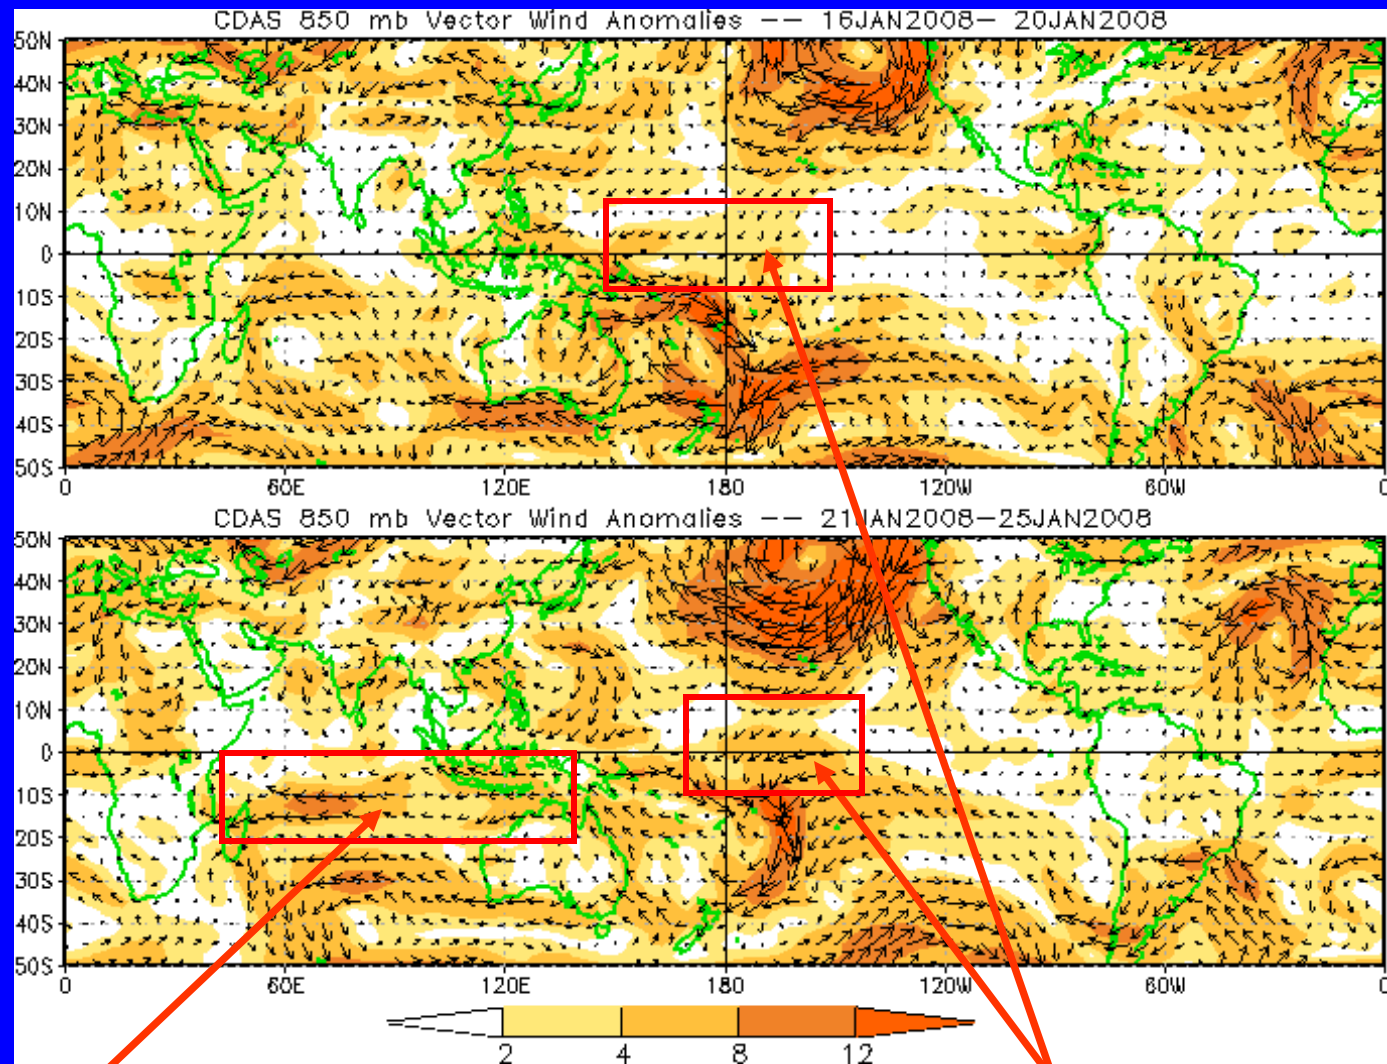 CDAS 850 mb Vector Wind Anomalies -- 16JAN2008- 20JAN2008
50N
40N
30N
20N
10N
0
10S
20S
30S
40S
50S
0 60E 120E 180 120W 60W 0
CDAS 850 mb Vector Wind Anomalies -- 21JAN2008-25JAN2008
50N
40N
30N
20N
10N
0
10S
20S
30S
40S
50S
0 60E 120E 180 120W 60W 0
2 4 8 12